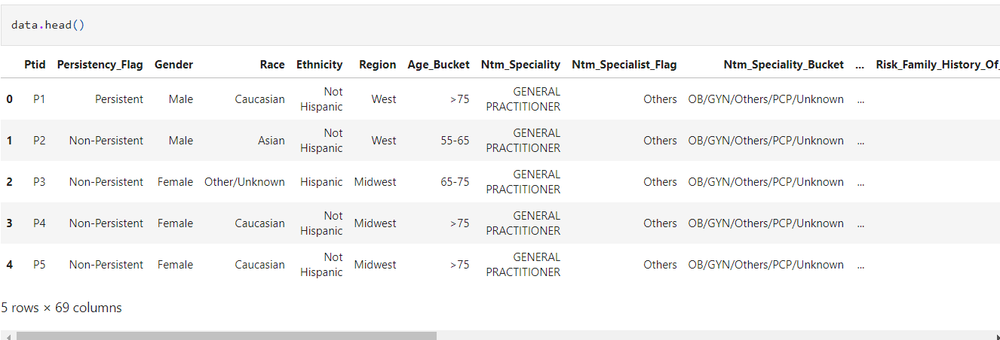 data.head()
Ptid Persistency_Flag Gender Race Ethnicity Region Age_Bucket Ntm_Speciality Ntm_Specialist_Flag Ntm_Speciality_Bucket ... Risk_Family_History_Of_
0 P1 Persistent Male Caucasian Not Hispanic West >75 GENERAL PRACTITIONER Others OB/GYN/Others/PCP/Unknown ...
1 P2 Non-Persistent Male Asian Not Hispanic West 55-65 GENERAL PRACTITIONER Others OB/GYN/Others/PCP/Unknown ...
2 P3 Non-Persistent Female Other/Unknown Hispanic Midwest 65-75 GENERAL PRACTITIONER Others OB/GYN/Others/PCP/Unknown ...
3 P4 Non-Persistent Female Caucasian Not Hispanic Midwest >75 GENERAL PRACTITIONER Others OB/GYN/Others/PCP/Unknown ...
4 P5 Non-Persistent Female Caucasian Not Hispanic Midwest >75 GENERAL PRACTITIONER Others OB/GYN/Others/PCP/Unknown ...
5 rows × 69 columns